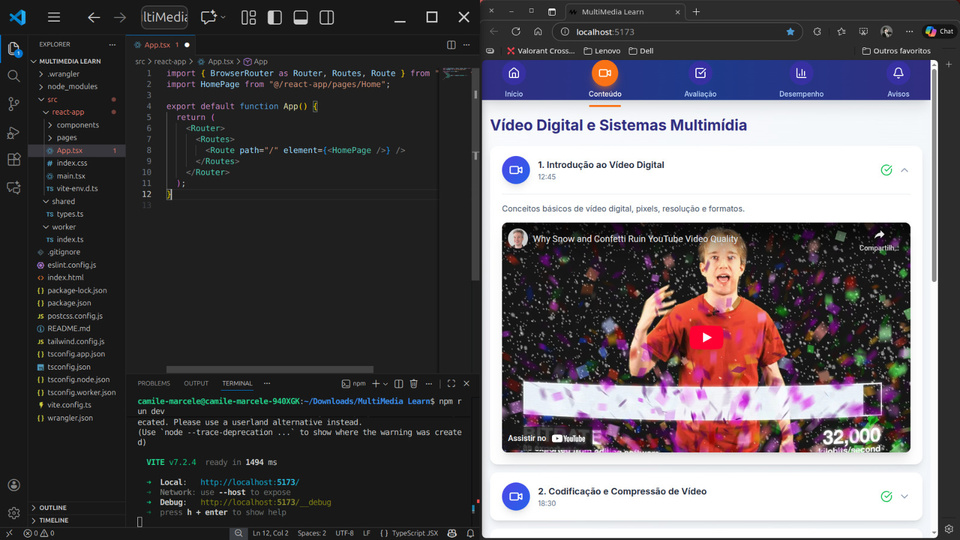 ltiMedia
EXPLORER
MULTIMEDIA LEARN
.wrangler
node_modules
src
react-app
components
pages
App.tsx 1
index.css
main.tsx
vite-env.d.ts
shared
TS types.ts
worker
TS index.ts
.gitignore
eslint.config.js
index.html
package-lock.json
package.json
postcss.config.js
README.md
tailwind.config.js
tsconfig.app.json
tsconfig.json
tsconfig.node.json
tsconfig.worker.json
vite.config.ts
wrangler.json
OUTLINE
TIMELINE
App.tsx 1
src > react-app > App.tsx > App
1 import { BrowserRouter as Router, Routes, Route } from
2 import HomePage from "@/react-app/pages/Home";
3
4 export default function App() {
5 return (
6 <Router>
7 <Routes>
8 <Route path="/" element={<HomePage />} />
9 </Routes>
10 </Router>
11 );
12 }
13
PROBLEMS OUTPUT TERMINAL ... npm
camile-marcele@camile-marcele-940XGK:~/Downloads/MultiMedia Learn$ npm r
un dev
ecated. Please use a userland alternative instead.
(Use `node --trace-deprecation ...` to show where the warning was create
d)
VITE v7.2.4 ready in 1494 ms
➜ Local: http://localhost:5173/
➜ Network: use --host to expose
➜ Debug: http://localhost:5173/__debug
➜ press h + enter to show help
0 0 Ln 12, Col 2 Spaces: 2 UTF-8 LF {} TypeScript JSX
MultiMedia Learn
localhost:5173
Chat
Valorant Cross... Lenovo Dell Outros favoritos
Início Conteúdo Avaliação Desempenho Avisos
Vídeo Digital e Sistemas Multimídia
1. Introdução ao Vídeo Digital
12:45
Conceitos básicos de vídeo digital, pixels, resolução e formatos.
Why Snow and Confetti Ruin YouTube Video Quality
Compartilh...
Assistir no YouTube
32,000
kilobits/second
2. Codificação e Compressão de Vídeo
18:30